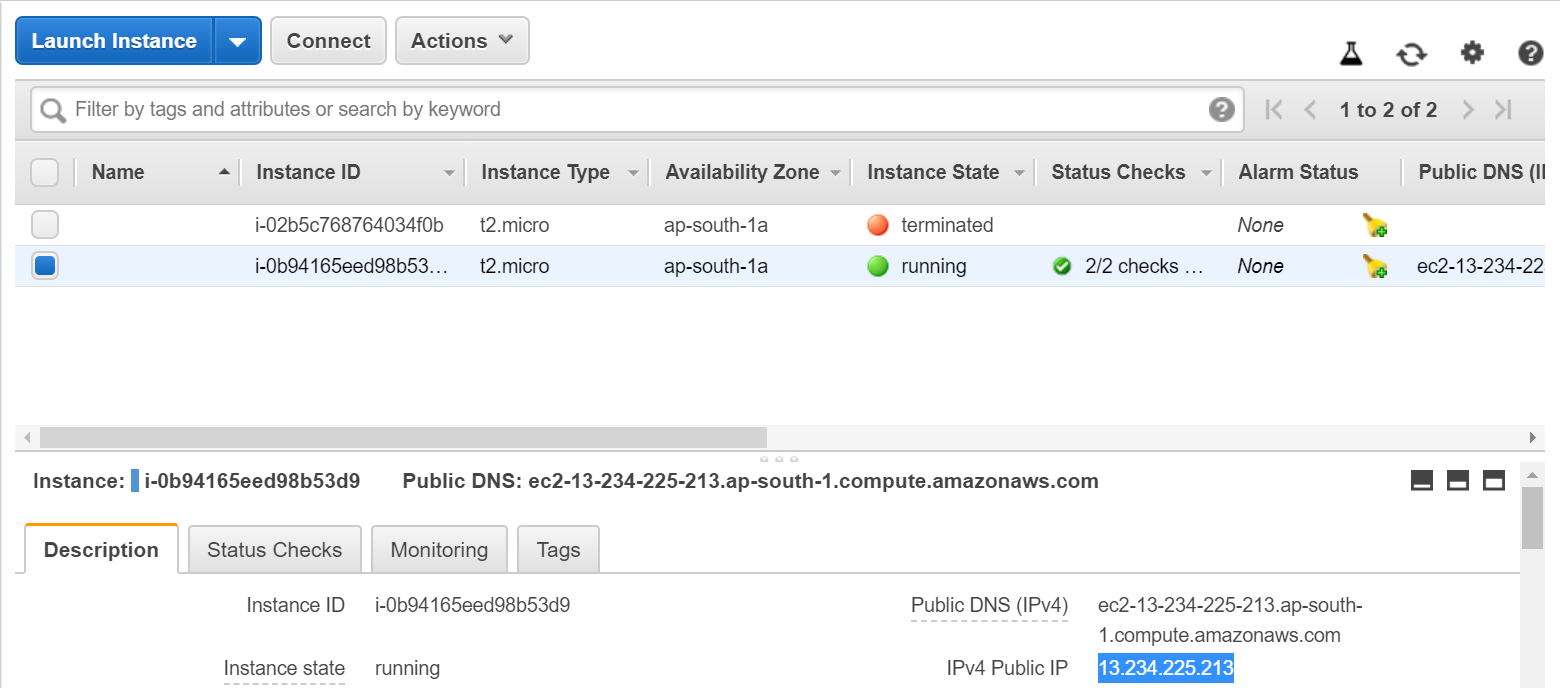 Launch Instance Connect Actions
Filter by tags and attributes or search by keyword ? 1 to 2 of 2
Name Instance ID Instance Type Availability Zone Instance State Status Checks Alarm Status Public DNS (I
i-02b5c768764034f0b t2.micro ap-south-1a terminated None
i-0b94165eed98b53… t2.micro ap-south-1a running 2/2 checks … None ec2-13-234-22
Instance: i-0b94165eed98b53d9 Public DNS: ec2-13-234-225-213.ap-south-1.compute.amazonaws.com
Description Status Checks Monitoring Tags
Instance ID i-0b94165eed98b53d9 Public DNS (IPv4) ec2-13-234-225-213.ap-south-
1.compute.amazonaws.com
Instance state running IPv4 Public IP 13.234.225.213